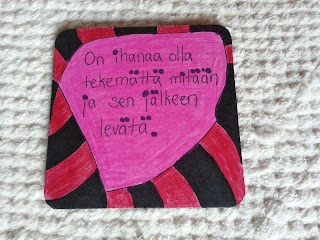 On ihanaa olla
tekemättä mitään
ja sen jälkeen
levätä.